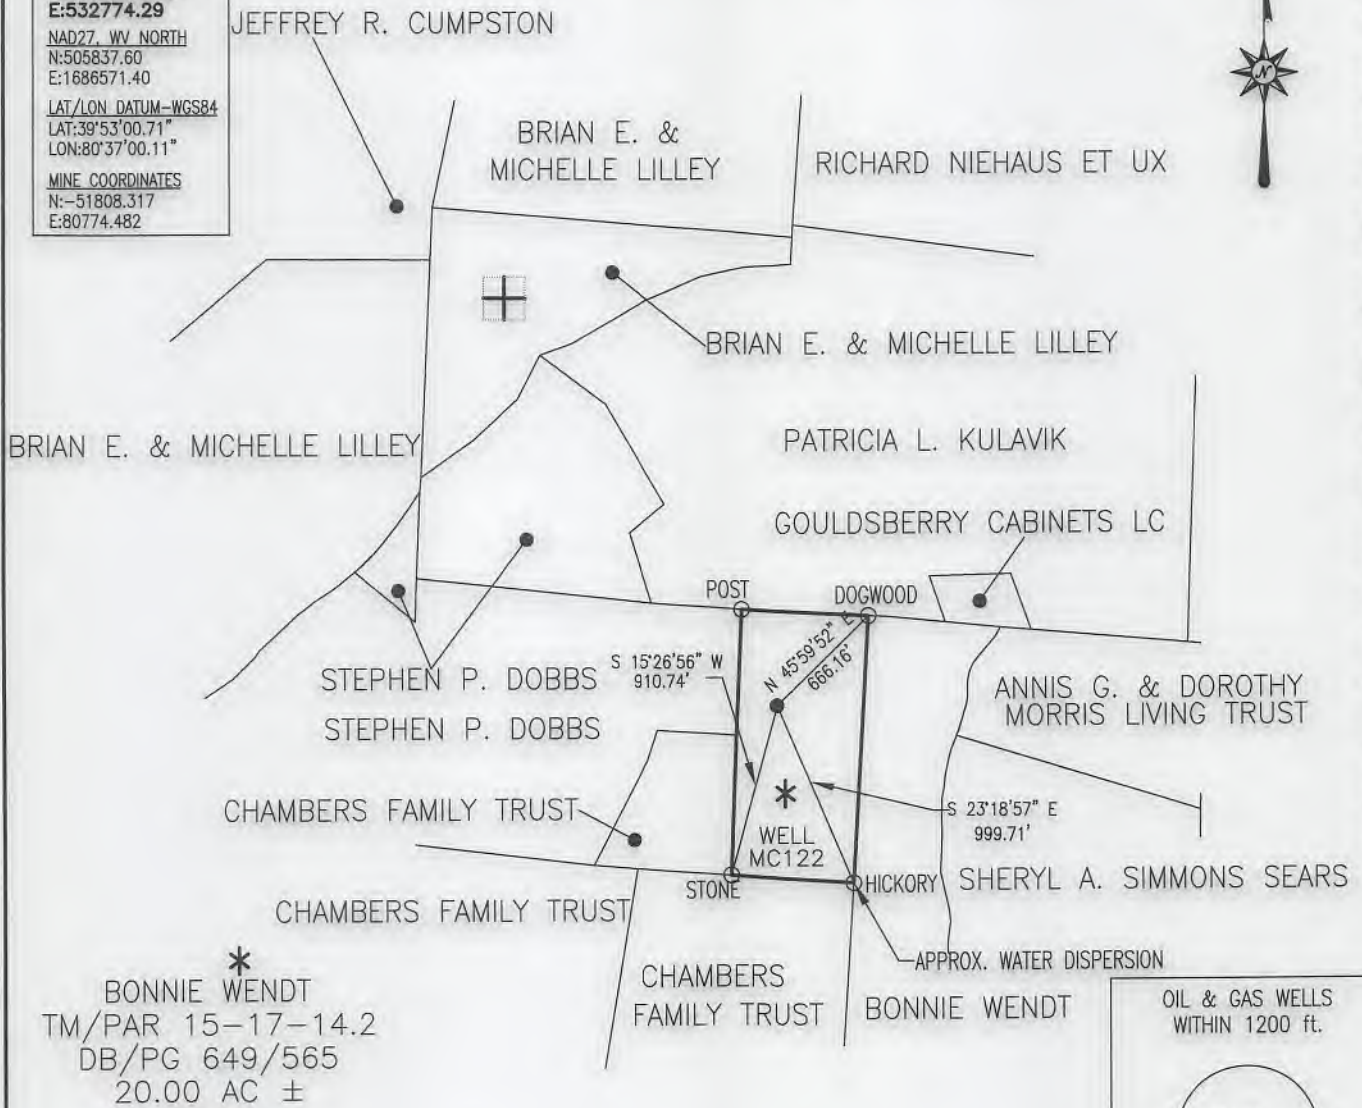 E:532774.29
NAD27, WV NORTH
N:505837.60
E:1686571.40
LAT/LON DATUM-WGS84
LAT:39°53'00.71"
LON:80°37'00.11"
MINE COORDINATES
N:-51808.317
E:80774.482
JEFFREY R. CUMPSTON
N
BRIAN E. &
MICHELLE LILLEY
RICHARD NIEHAUS ET UX
BRIAN E. & MICHELLE LILLEY
BRIAN E. & MICHELLE LILLEY
PATRICIA L. KULAVIK
GOULDSBERRY CABINETS LC
POST
DOGWOOD
N 45°59'52" E
666.16'
S 15°26'56" W
910.74'
STEPHEN P. DOBBS
STEPHEN P. DOBBS
ANNIS G. & DOROTHY
MORRIS LIVING TRUST
CHAMBERS FAMILY TRUST
S 23°18'57" E
999.71'
*
WELL
MC122
STONE
HICKORY
SHERYL A. SIMMONS SEARS
CHAMBERS FAMILY TRUST
APPROX. WATER DISPERSION
CHAMBERS
FAMILY TRUST
BONNIE WENDT
*
BONNIE WENDT
TM/PAR 15-17-14.2
DB/PG 649/565
20.00 AC ±
OIL & GAS WELLS
WITHIN 1200 ft.